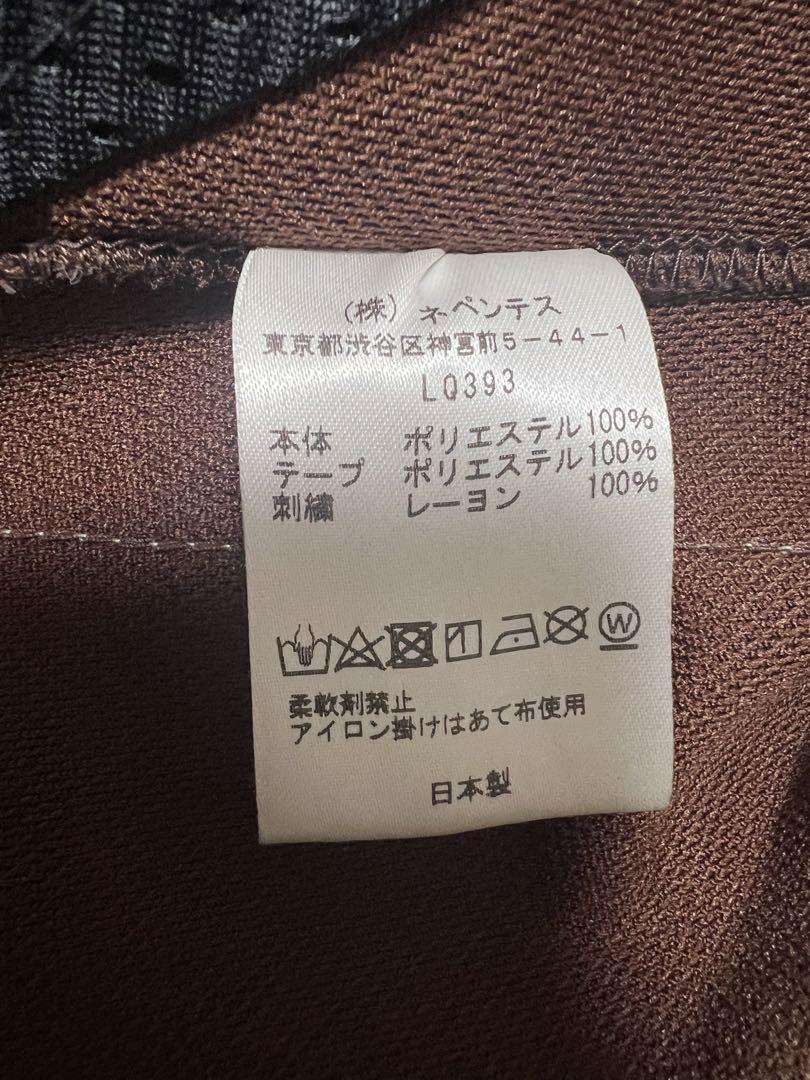 (株)ネペンテス
東京都渋谷区神宮前5-44-1
LQ393
本体 ポリエステル100%
テープ ポリエステル100%
刺繍 レーヨン 100%
W
柔軟剤禁止
アイロン掛けはあて布使用
日本製